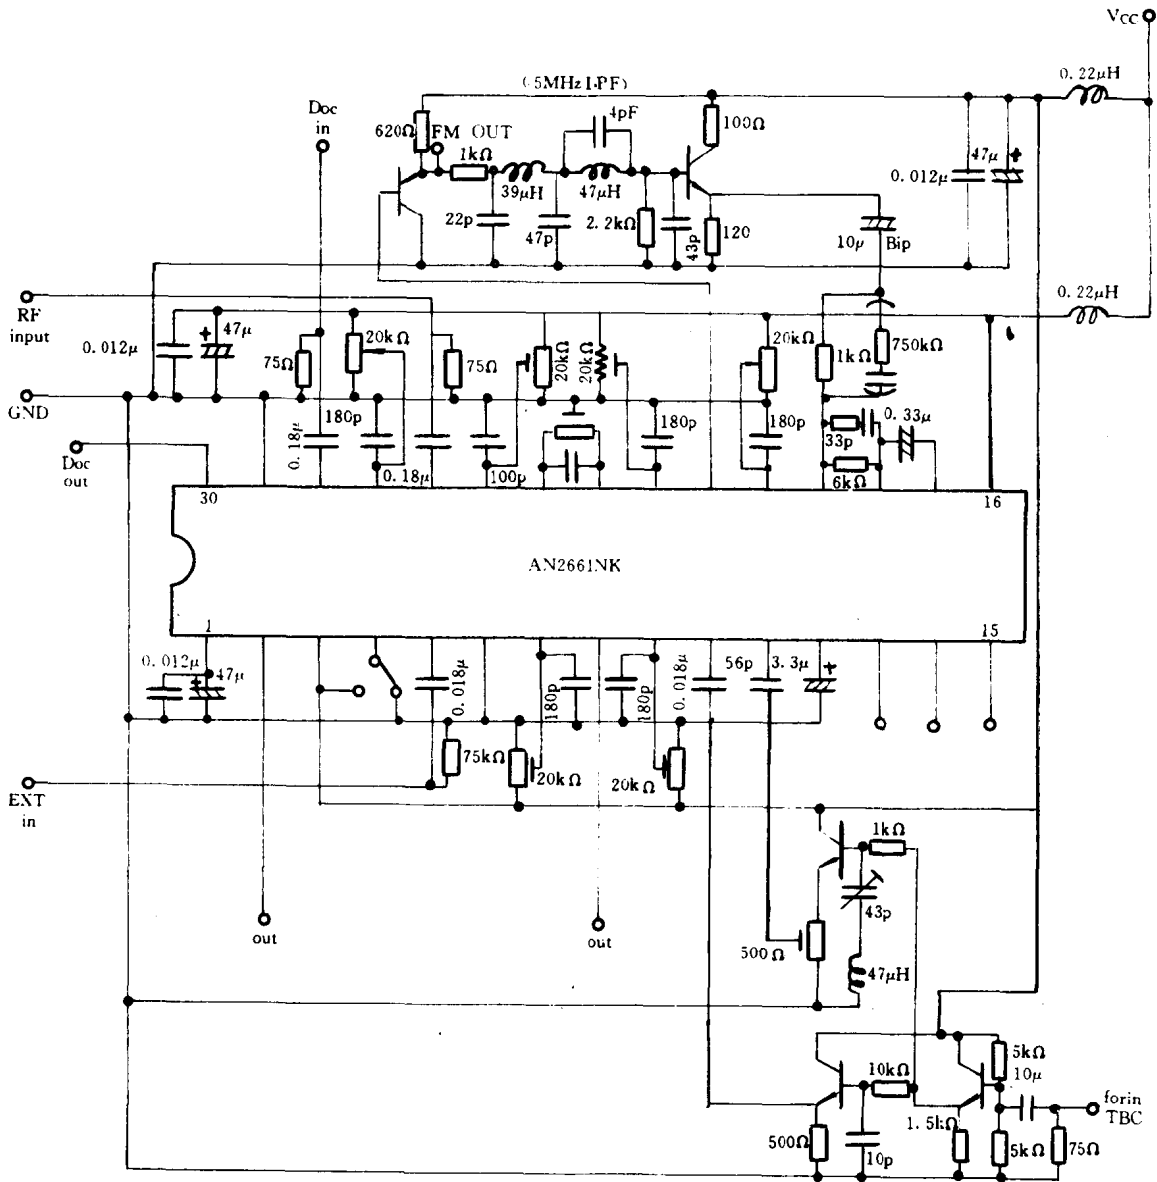 Vcc
0.22μH
(5MHz LPF)
Doc
in
4pF
620Ω
FM OUT
100Ω
1kΩ
47μ
+
0.012μ
39μH
47μH
22p
47p
2.2kΩ
43p
120
10μ
Bip
RF
input
0.22μH
+
47μ
0.012μ
20kΩ
75Ω
75Ω
20kΩ
20kΩ
20kΩ
1kΩ
750kΩ
GND
180p
0.18μ
0.18μ
100p
180p
180p
0.33μ
33p
6kΩ
Doc
out
30
16
AN2661NK
1
15
0.012μ
+
47μ
0.018μ
180p
180p
0.018μ
56p
3.3μ
+
75kΩ
20kΩ
20kΩ
EXT
in
1kΩ
43p
out
out
500Ω
47μH
5kΩ
10μ
10kΩ
forin
TBC
1.5kΩ
500Ω
10p
5kΩ
75Ω